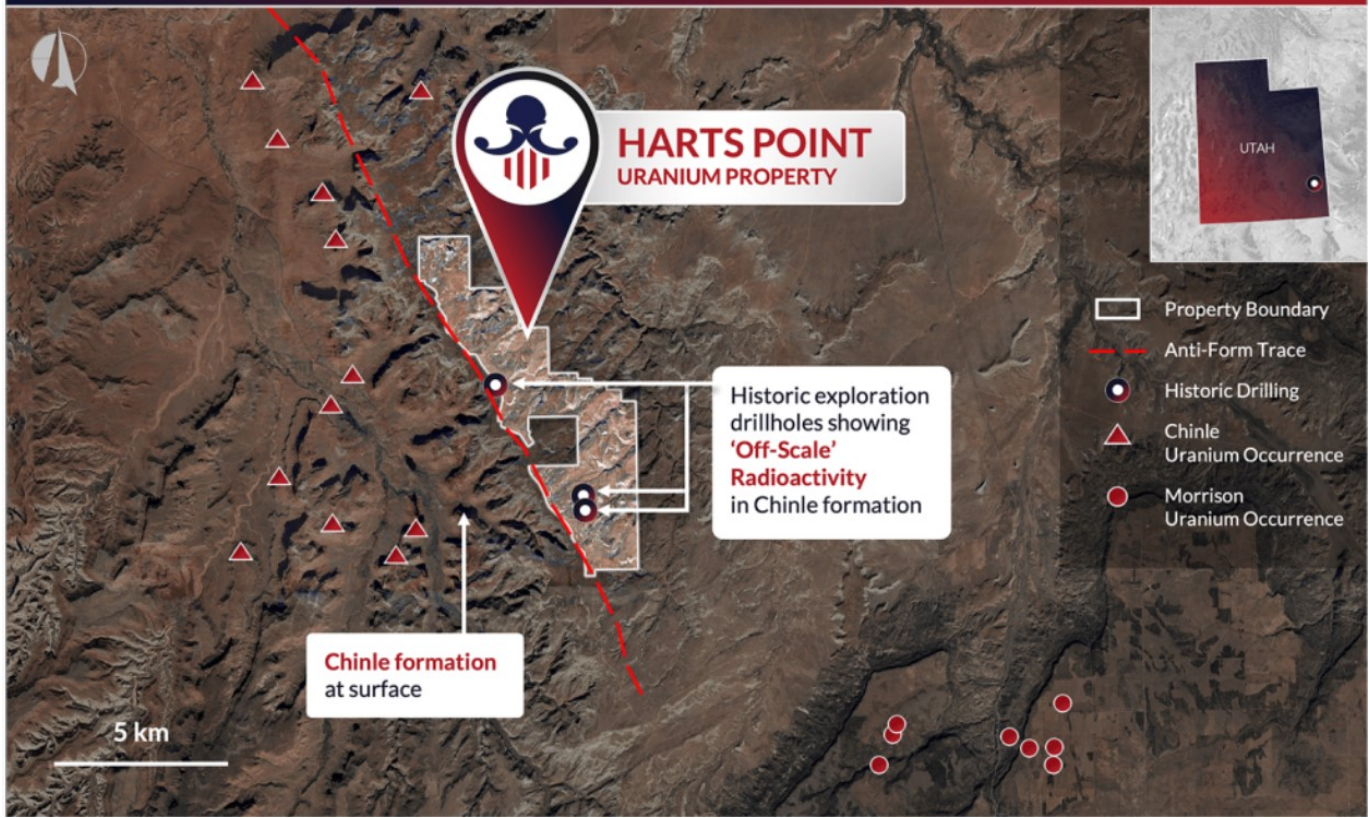 HARTS POINT
URANIUM PROPERTY
UTAH
Property Boundary
Anti-Form Trace
Historic Drilling
Chinle
Uranium Occurrence
Morrison
Uranium Occurrence
Historic exploration
drillholes showing
‘Off-Scale’
Radioactivity
in Chinle formation
Chinle formation
at surface
5 km